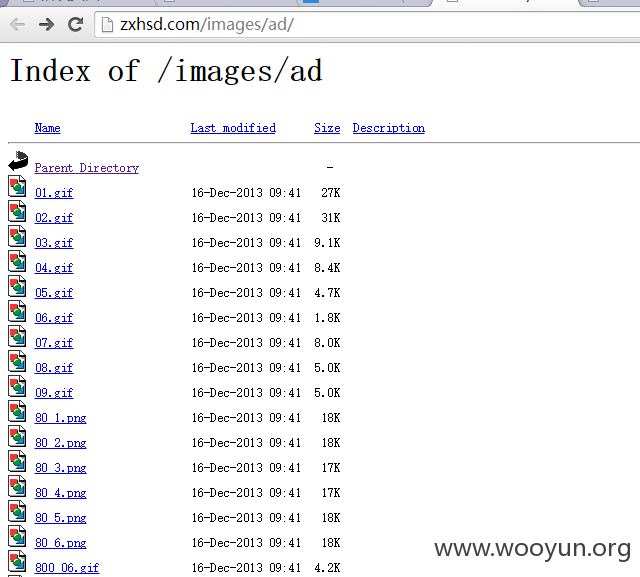 zxhsd.com/images/ad/
Index of /images/ad
Name Last modified Size Description
Parent Directory -
01.gif 16-Dec-2013 09:41 27K
02.gif 16-Dec-2013 09:41 31K
03.gif 16-Dec-2013 09:41 9.1K
04.gif 16-Dec-2013 09:41 8.4K
05.gif 16-Dec-2013 09:41 4.7K
06.gif 16-Dec-2013 09:41 1.8K
07.gif 16-Dec-2013 09:41 8.0K
08.gif 16-Dec-2013 09:41 5.0K
09.gif 16-Dec-2013 09:41 5.0K
80_1.png 16-Dec-2013 09:41 18K
80_2.png 16-Dec-2013 09:41 18K
80_3.png 16-Dec-2013 09:41 17K
80_4.png 16-Dec-2013 09:41 17K
80_5.png 16-Dec-2013 09:41 18K
80_6.png 16-Dec-2013 09:41 18K
800_06.gif 16-Dec-2013 09:41 4.2K
www.wooyun.org